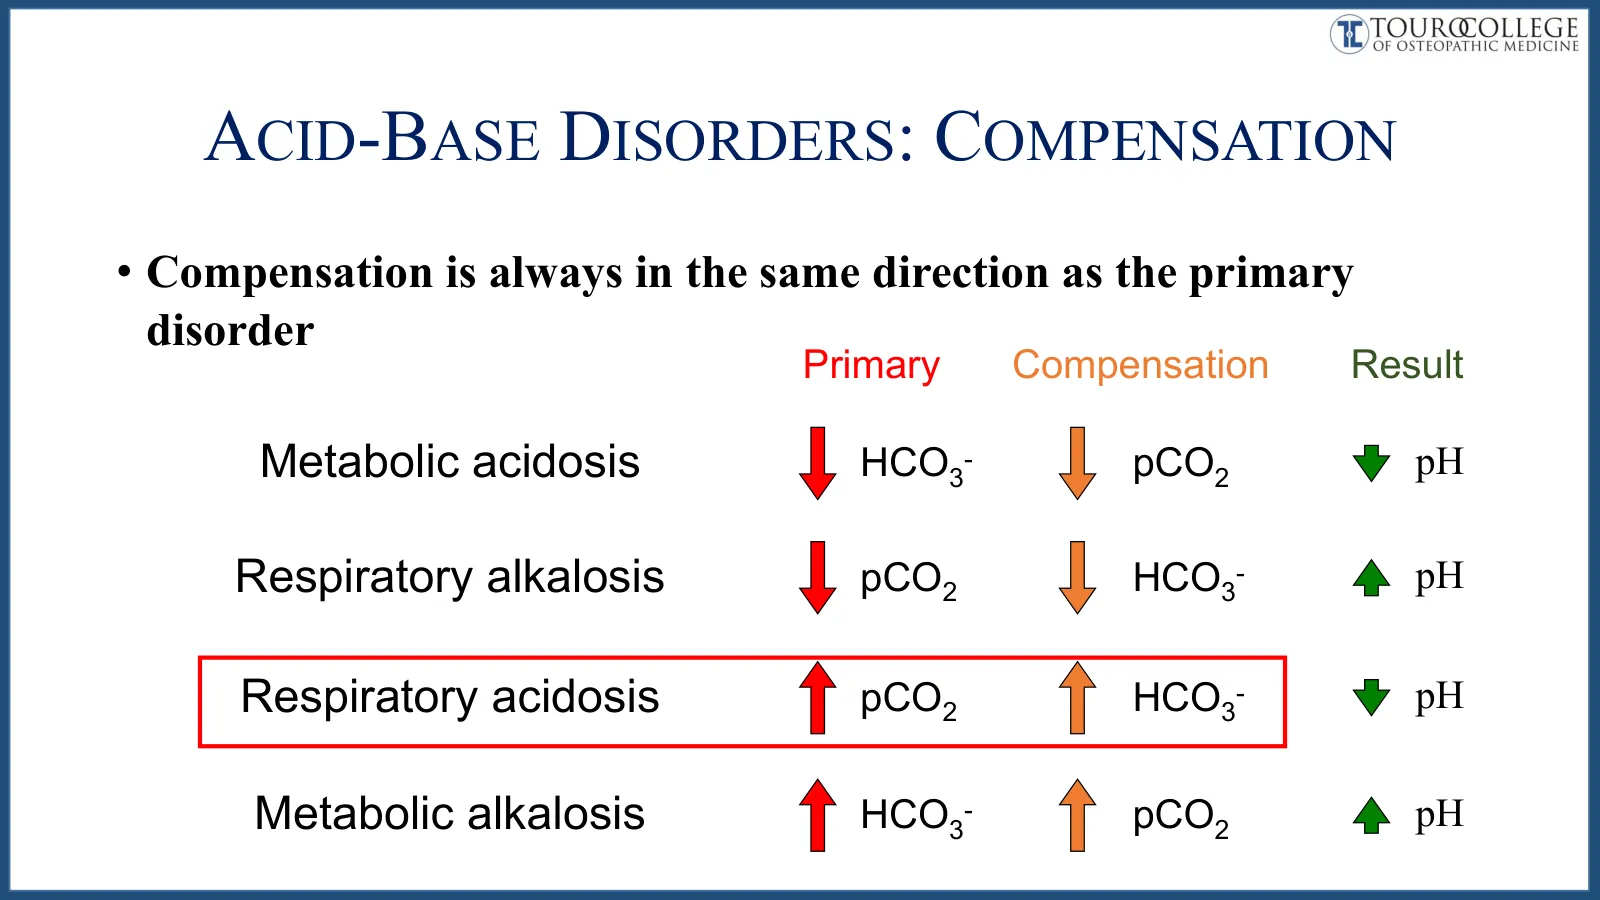 TOUROCOLLEGE
OF OSTEOPATHIC MEDICINE
ACID-BASE DISORDERS: COMPENSATION
• Compensation is always in the same direction as the primary
disorder
Primary Compensation Result
Metabolic acidosis HCO₃⁻ pCO₂ pH
Respiratory alkalosis pCO₂ HCO₃⁻ pH
Respiratory acidosis pCO₂ HCO₃⁻ pH
Metabolic alkalosis HCO₃⁻ pCO₂ pH